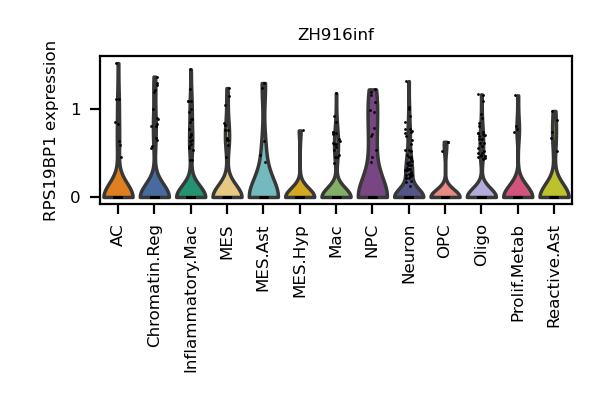 ZH916inf
RPS19BP1 expression
1
0
AC
Chromatin.Reg
Inflammatory.Mac
MES
MES.Ast
MES.Hyp
Mac
NPC
Neuron
OPC
Oligo
Prolif.Metab
Reactive.Ast